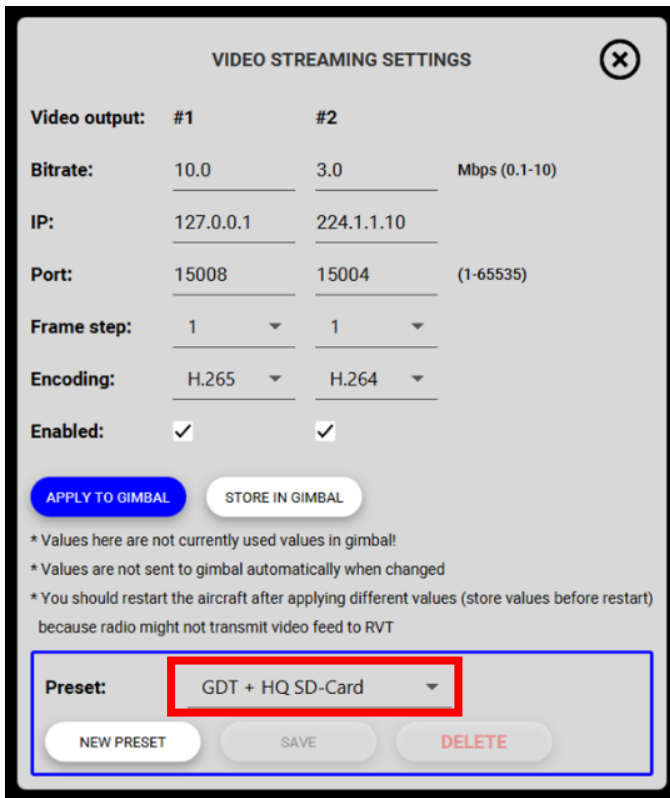 VIDEO STREAMING SETTINGS
Video output: #1 #2
Bitrate: 10.0 3.0 Mbps (0.1-10)
IP: 127.0.0.1 224.1.1.10
Port: 15008 15004 (1-65535)
Frame step: 1 1
Encoding: H.265 H.264
Enabled:
APPLY TO GIMBAL STORE IN GIMBAL
* Values here are not currently used values in gimbal!
* Values are not sent to gimbal automatically when changed
* You should restart the aircraft after applying different values (store values before restart)
because radio might not transmit video feed to RVT
Preset: GDT + HQ SD-Card
NEW PRESET SAVE DELETE